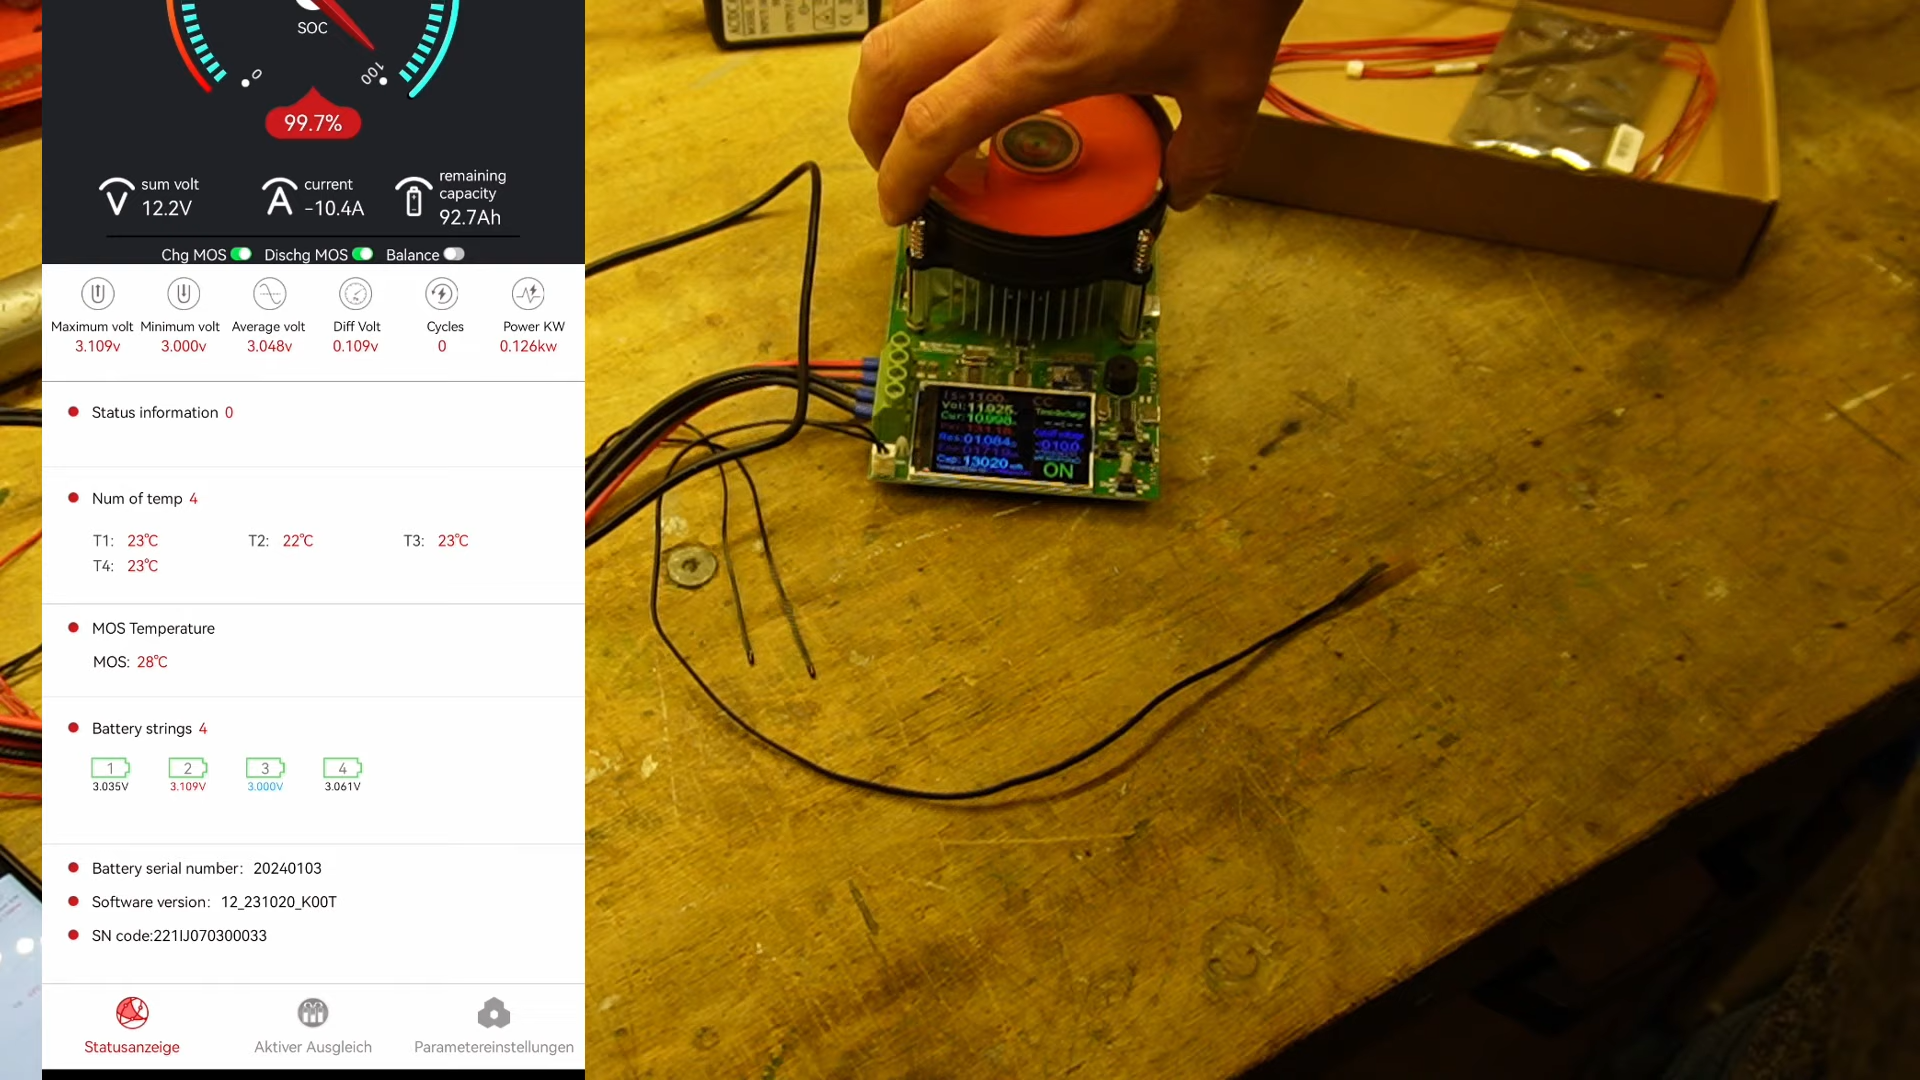 SOC
0
100
99.7%
sum volt
12.2V
current
-10.4A
remaining
capacity
92.7Ah
Chg MOS
Dischg MOS
Balance
Maximum volt
3.109v
Minimum volt
3.000v
Average volt
3.048v
Diff Volt
0.109v
Cycles
0
Power KW
0.126kw
Status information 0
Num of temp 4
T1: 23℃
T2: 22℃
T3: 23℃
T4: 23℃
MOS Temperature
MOS: 28℃
Battery strings 4
1
3.035V
2
3.109V
3
3.000V
4
3.061V
Battery serial number: 20240103
Software version: 12_231020_K00T
SN code:221IJ070300033
Statusanzeige
Aktiver Ausgleich
Parametereinstellungen
CC
ON